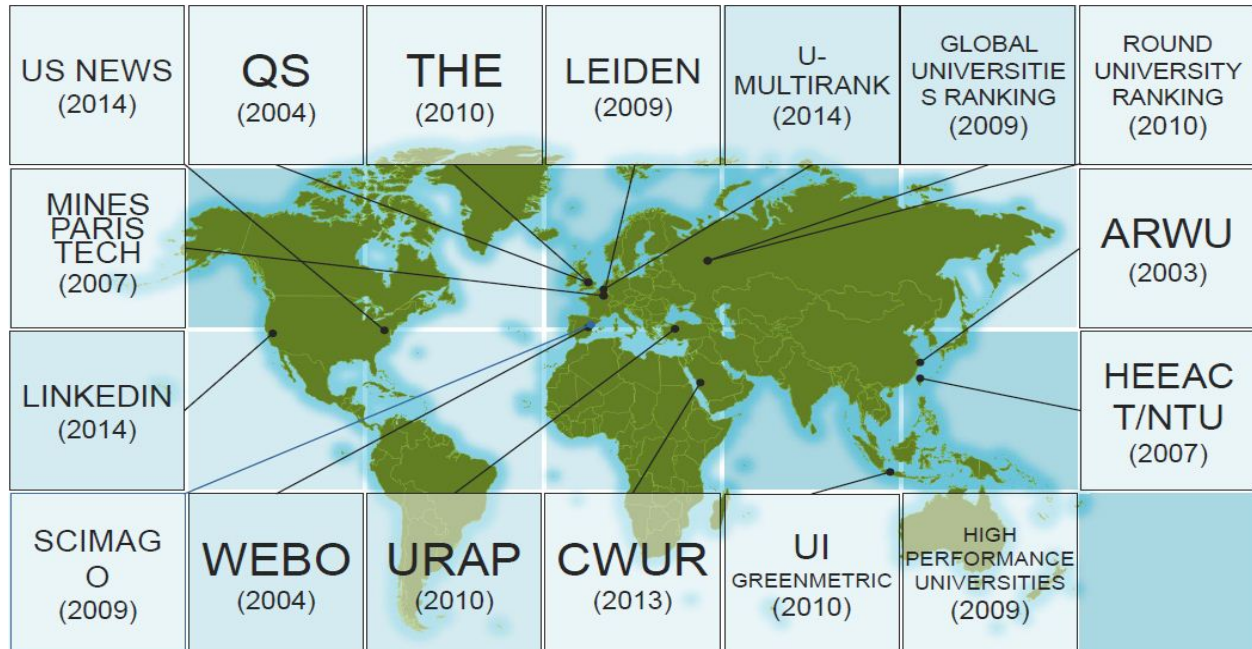 US NEWS
(2014)
QS
(2004)
THE
(2010)
LEIDEN
(2009)
U-
MULTIRANK
(2014)
GLOBAL
UNIVERSITIE
S RANKING
(2009)
ROUND
UNIVERSITY
RANKING
(2010)
MINES
PARIS
TECH
(2007)
ARWU
(2003)
LINKEDIN
(2014)
HEEAC
T/NTU
(2007)
SCIMAG
O
(2009)
WEBO
(2004)
URAP
(2010)
CWUR
(2013)
UI
GREENMETRIC
(2010)
HIGH
PERFORMANCE
UNIVERSITIES
(2009)